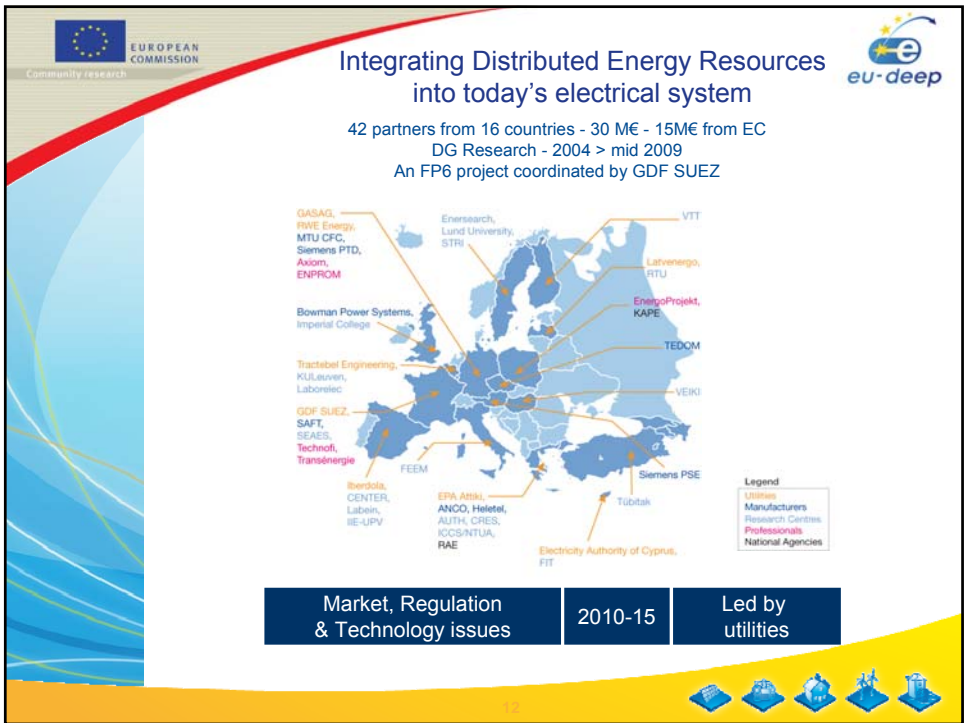 EUROPEAN
COMMISSION
Community research
eu-deep
Integrating Distributed Energy Resources
into today's electrical system
42 partners from 16 countries - 30 M€ - 15M€ from EC
DG Research - 2004 > mid 2009
An FP6 project coordinated by GDF SUEZ
GASAG,
RWE Energy,
MTU CFC,
Siemens PTD,
Axiom,
ENPROM
Enersearch,
Lund University,
STRI
VTT
Latvenergo,
RTU
EnergoProjekt,
KAPE
Bowman Power Systems,
Imperial College
TEDOM
Tractebel Engineering,
KULeuven,
Laborelec
VEIKI
GDF SUEZ,
SAFT,
SEAES,
Technofi,
Transénergie
FEEM
Siemens PSE
Tübitak
Iberdola,
CENTER,
Labein,
IIE-UPV
EPA Attiki,
ANCO, Heletel,
AUTH, CRES,
ICCS/NTUA,
RAE
Electricity Authority of Cyprus,
FIT
Legend
Utilities
Manufacturers
Research Centres
Professionals
National Agencies
Market, Regulation
& Technology issues
2010-15
Led by
utilities
12